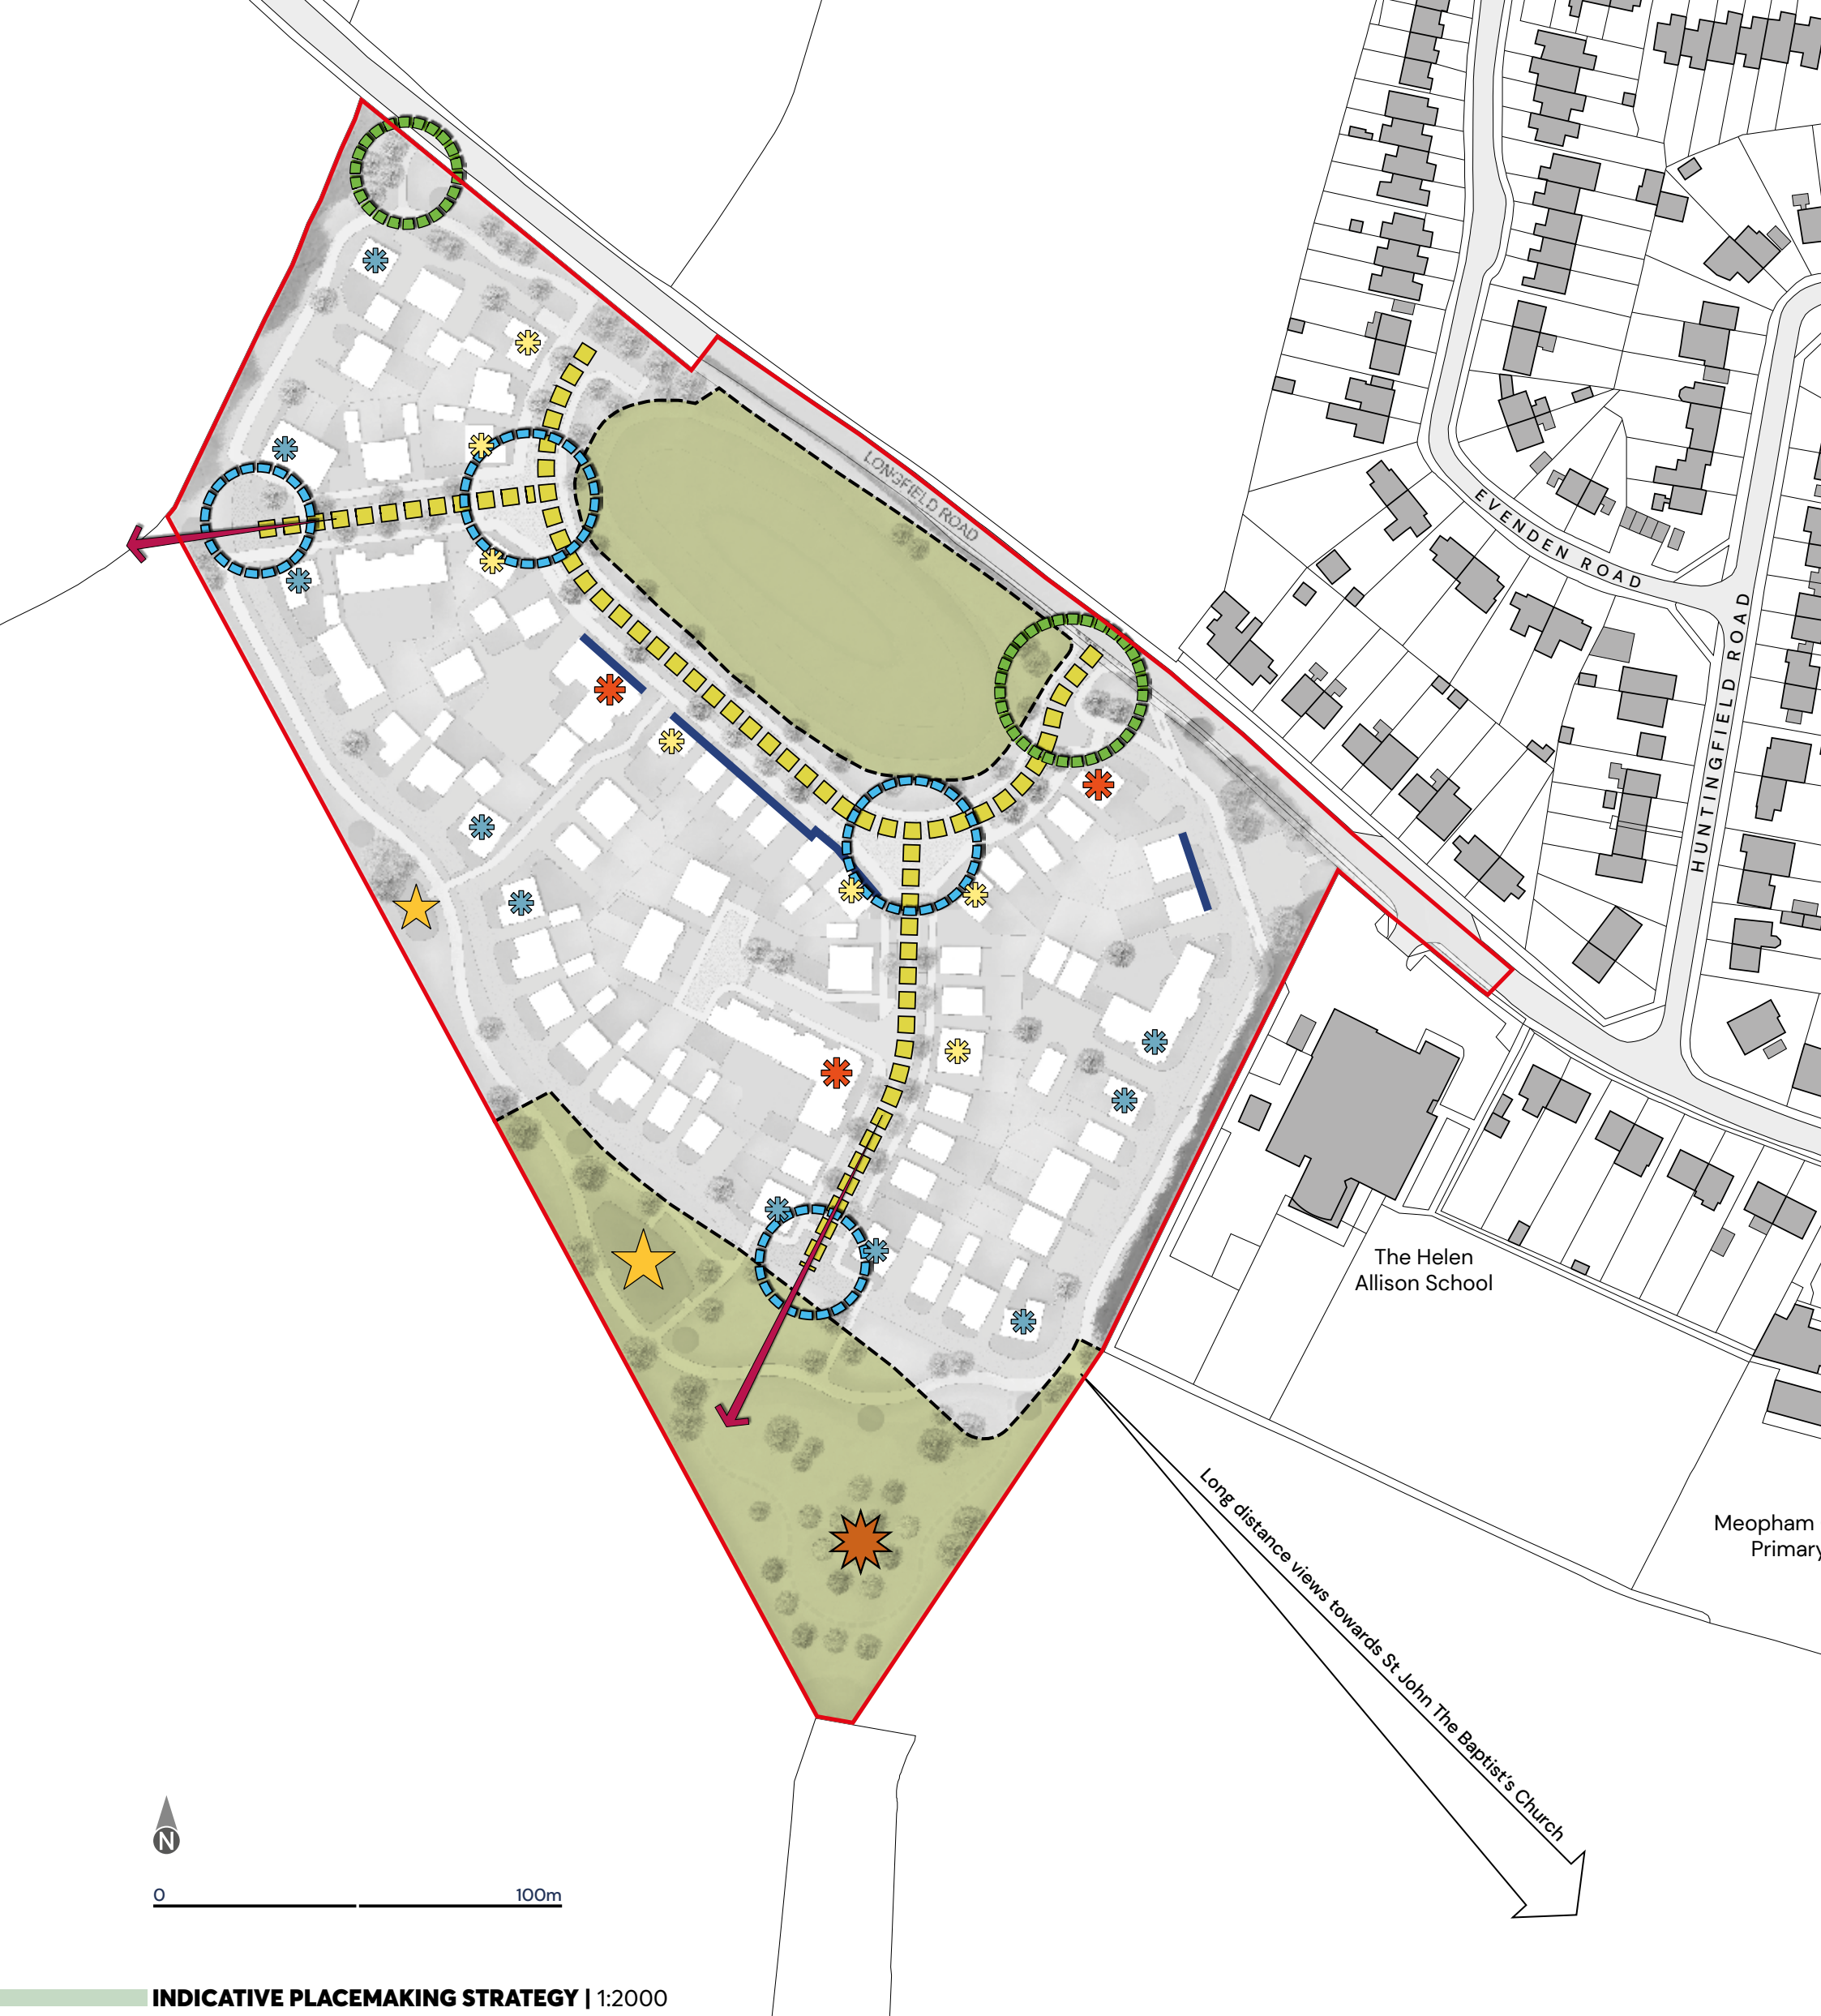 LONGFIELD ROAD
EVENDEN ROAD
HUNTINGFIELD ROAD
The Helen
Allison School
Meopham
Primary
Long distance views towards St John The Baptist's Church
N
0 100m
INDICATIVE PLACEMAKING STRATEGY | 1:2000